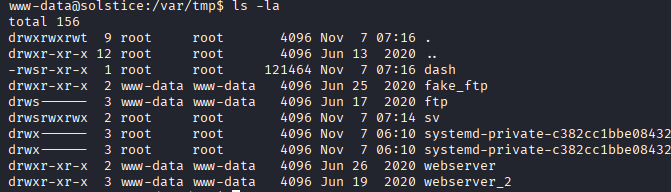 www-data@solstice:/var/tmp$ ls -la
total 156
drwxrwxrwt  9 root     root       4096 Nov  7 07:16 .
drwxr-xr-x 12 root     root       4096 Jun 13  2020 ..
-rwsr-xr-x  1 root     root     121464 Nov  7 07:16 dash
drwxr-xr-x  2 www-data www-data   4096 Jun 25  2020 fake_ftp
drws------  3 www-data www-data   4096 Jun 17  2020 ftp
drwsrwxrwx  2 root     root       4096 Nov  7 07:14 sv
drwx------  3 root     root       4096 Nov  7 06:10 systemd-private-c382cc1bbe08432
drwx------  3 root     root       4096 Nov  7 06:10 systemd-private-c382cc1bbe08432
drwxr-xr-x  2 www-data www-data   4096 Jun 26  2020 webserver
drwxr-xr-x  3 www-data www-data   4096 Jun 19  2020 webserver_2